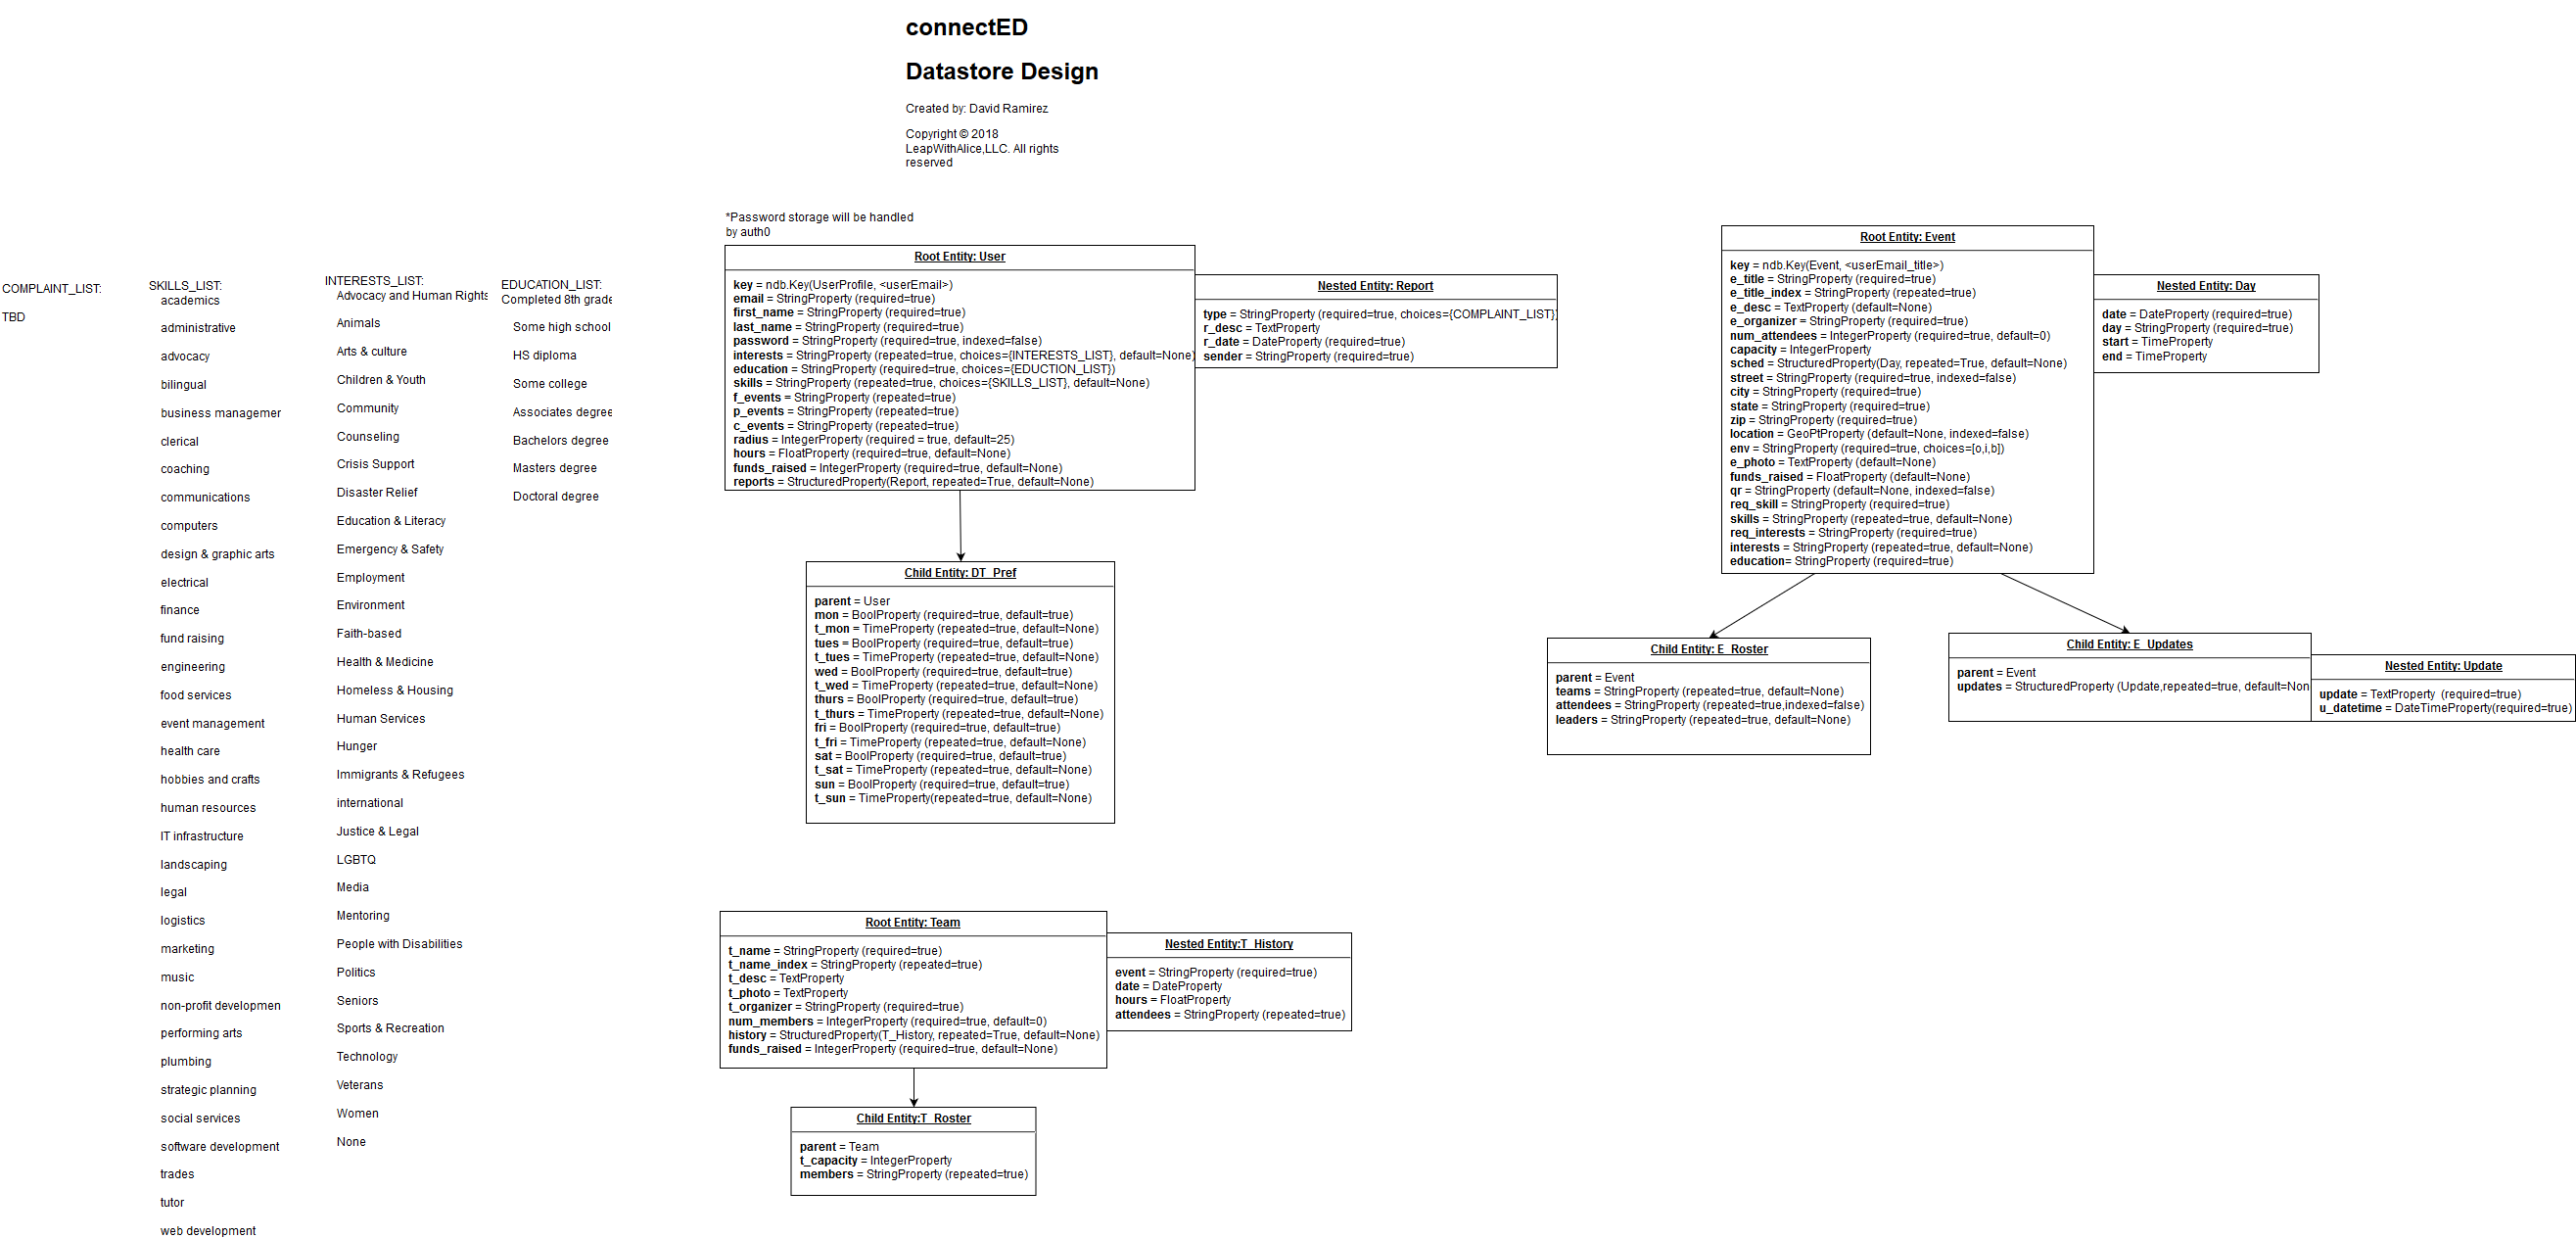 connectED
Datastore Design
Created by: David Ramirez
Copyright © 2018
LeapWithAlice,LLC. All rights
reserved
COMPLAINT_LIST:
TBD
SKILLS_LIST:
academics
administrative
advocacy
bilingual
business managemer
clerical
coaching
communications
computers
design & graphic arts
electrical
finance
fund raising
engineering
food services
event management
health care
hobbies and crafts
human resources
IT infrastructure
landscaping
legal
logistics
marketing
music
non-profit developmen
performing arts
plumbing
strategic planning
social services
software development
trades
tutor
web development
INTERESTS_LIST:
Advocacy and Human Rights
Animals
Arts & culture
Children & Youth
Community
Counseling
Crisis Support
Disaster Relief
Education & Literacy
Emergency & Safety
Employment
Environment
Faith-based
Health & Medicine
Homeless & Housing
Human Services
Hunger
Immigrants & Refugees
international
Justice & Legal
LGBTQ
Media
Mentoring
People with Disabilities
Politics
Seniors
Sports & Recreation
Technology
Veterans
Women
None
EDUCATION_LIST:
Completed 8th grade
Some high school
HS diploma
Some college
Associates degree
Bachelors degree
Masters degree
Doctoral degree
*Password storage will be handled
by auth0
Root Entity: User
key = ndb.Key(UserProfile, <userEmail>)
email = StringProperty (required=true)
first_name = StringProperty (required=true)
last_name = StringProperty (required=true)
password = StringProperty (required=true, indexed=false)
interests = StringProperty (repeated=true, choices={INTERESTS_LIST}, default=None)
education = StringProperty (required=true, choices={EDUCTION_LIST})
skills = StringProperty (repeated=true, choices={SKILLS_LIST}, default=None)
f_events = StringProperty (repeated=true)
p_events = StringProperty (repeated=true)
c_events = StringProperty (repeated=true)
radius = IntegerProperty (required = true, default=25)
hours = FloatProperty (required=true, default=None)
funds_raised = IntegerProperty (required=true, default=None)
reports = StructuredProperty(Report, repeated=True, default=None)
Nested Entity: Report
type = StringProperty (required=true, choices={COMPLAINT_LIST})
r_desc = TextProperty
r_date = DateProperty (required=true)
sender = StringProperty (required=true)
Child Entity: DT_Pref
parent = User
mon = BoolProperty (required=true, default=true)
t_mon = TimeProperty (repeated=true, default=None)
tues = BoolProperty (required=true, default=true)
t_tues = TimeProperty (repeated=true, default=None)
wed = BoolProperty (required=true, default=true)
t_wed = TimeProperty (repeated=true, default=None)
thurs = BoolProperty (required=true, default=true)
t_thurs = TimeProperty (repeated=true, default=None)
fri = BoolProperty (required=true, default=true)
t_fri = TimeProperty (repeated=true, default=None)
sat = BoolProperty (required=true, default=true)
t_sat = TimeProperty (repeated=true, default=None)
sun = BoolProperty (required=true, default=true)
t_sun = TimeProperty(repeated=true, default=None)
Root Entity: Team
t_name = StringProperty (required=true)
t_name_index = StringProperty (repeated=true)
t_desc = TextProperty
t_photo = TextProperty
t_organizer = StringProperty (required=true)
num_members = IntegerProperty (required=true, default=0)
history = StructuredProperty(T_History, repeated=True, default=None)
funds_raised = IntegerProperty (required=true, default=None)
Nested Entity:T_History
event = StringProperty (required=true)
date = DateProperty
hours = FloatProperty
attendees = StringProperty (repeated=true)
Child Entity:T_Roster
parent = Team
t_capacity = IntegerProperty
members = StringProperty (repeated=true)
Root Entity: Event
key = ndb.Key(Event, <userEmail_title>)
e_title = StringProperty (required=true)
e_title_index = StringProperty (repeated=true)
e_desc = TextProperty (default=None)
e_organizer = StringProperty (required=true)
num_attendees = IntegerProperty (required=true, default=0)
capacity = IntegerProperty
sched = StructuredProperty(Day, repeated=True, default=None)
street = StringProperty (required=true, indexed=false)
city = StringProperty (required=true)
state = StringProperty (required=true)
zip = StringProperty (required=true)
location = GeoPtProperty (default=None, indexed=false)
env = StringProperty (required=true, choices=[o,i,b])
e_photo = TextProperty (default=None)
funds_raised = FloatProperty (default=None)
qr = StringProperty (default=None, indexed=false)
req_skill = StringProperty (required=true)
skills = StringProperty (repeated=true, default=None)
req_interests = StringProperty (required=true)
interests = StringProperty (repeated=true, default=None)
education= StringProperty (required=true)
Nested Entity: Day
date = DateProperty (required=true)
day = StringProperty (required=true)
start = TimeProperty
end = TimeProperty
Child Entity: E_Roster
parent = Event
teams = StringProperty (repeated=true, default=None)
attendees = StringProperty (repeated=true,indexed=false)
leaders = StringProperty (repeated=true, default=None)
Child Entity: E_Updates
parent = Event
updates = StructuredProperty (Update,repeated=true, default=Non
Nested Entity: Update
update = TextProperty (required=true)
u_datetime = DateTimeProperty(required=true)